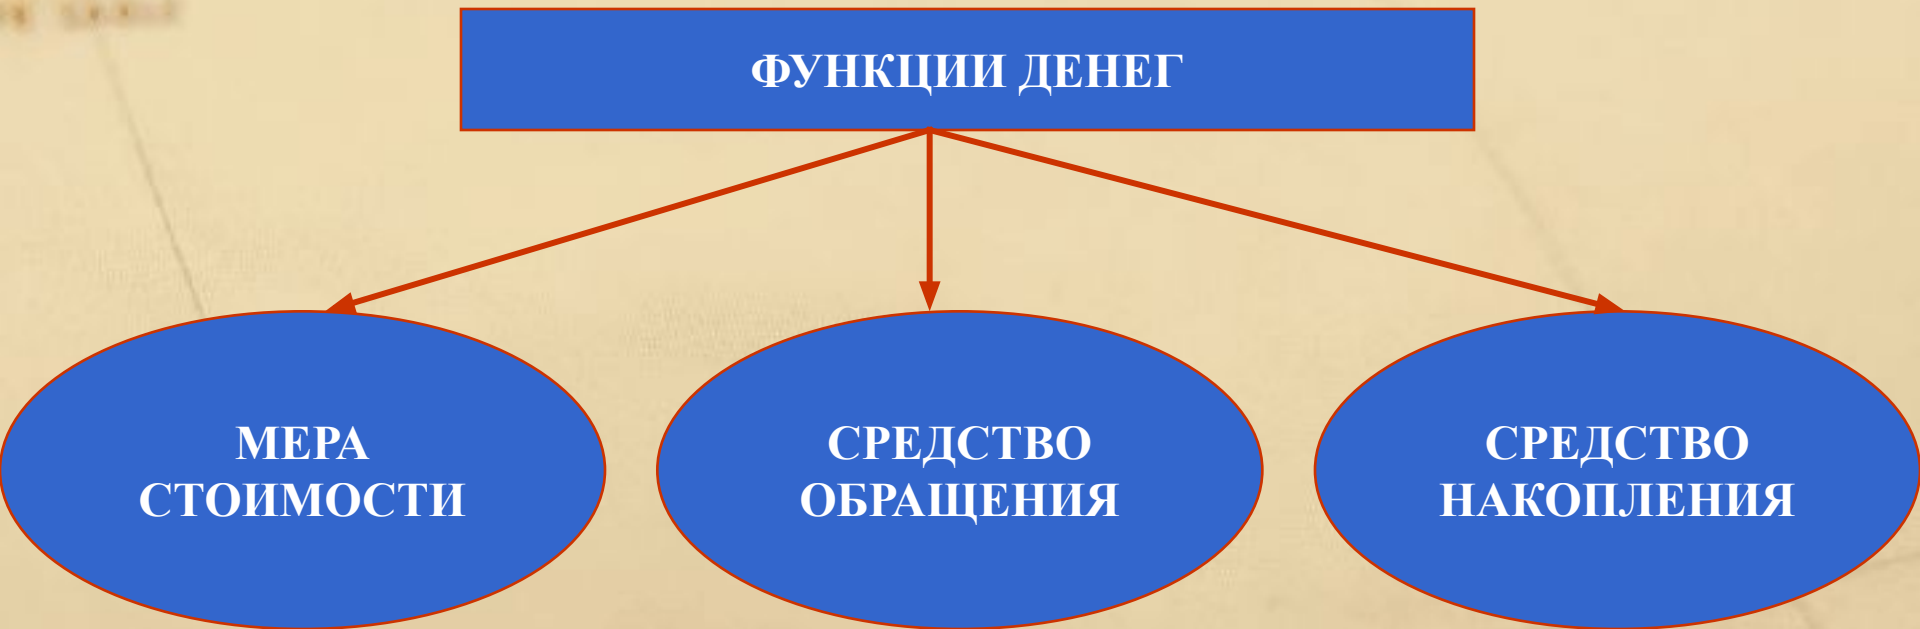 ФУНКЦИИ ДЕНЕГ
МЕРА
СТОИМОСТИ
СРЕДСТВО
ОБРАЩЕНИЯ
СРЕДСТВО
НАКОПЛЕНИЯ